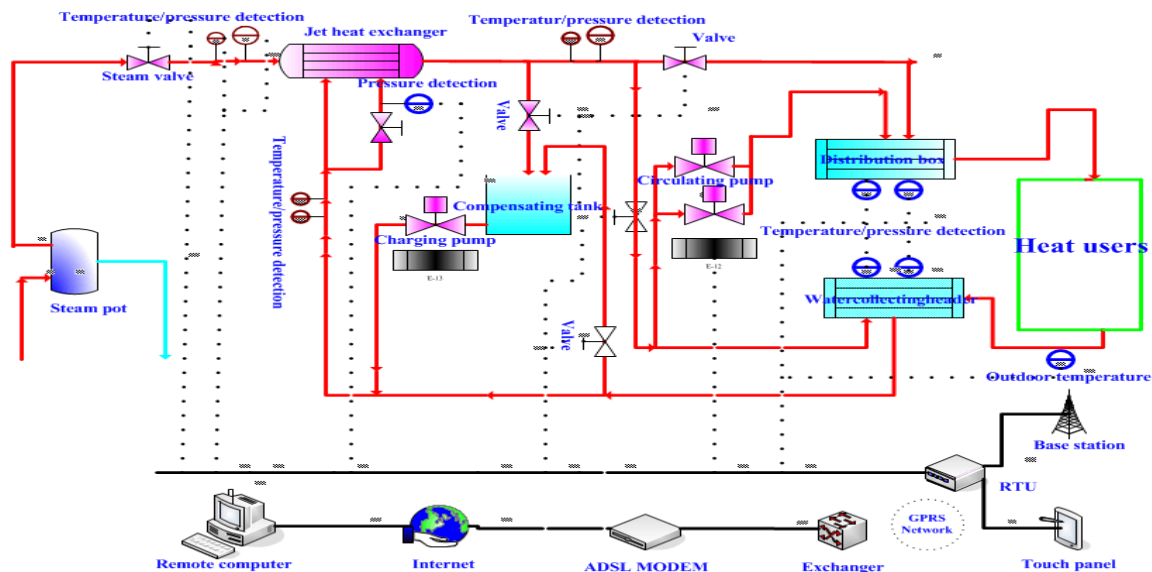 Temperature/pressure detection
Temperatur/pressure detection
Jet heat exchanger
Valve
Steam valve
Pressure detection
Valve
Temperature/pressure detection
Distribution box
Circulating pump
Compensating tank
Charging pump
Temperature/pressure detection
Heat users
E-12
E-13
Steam pot
Watercollectingheader
Valve
Outdoor temperature
Base station
RTU
GPRS
Network
Remote computer
Internet
ADSL MODEM
Exchanger
Touch panel